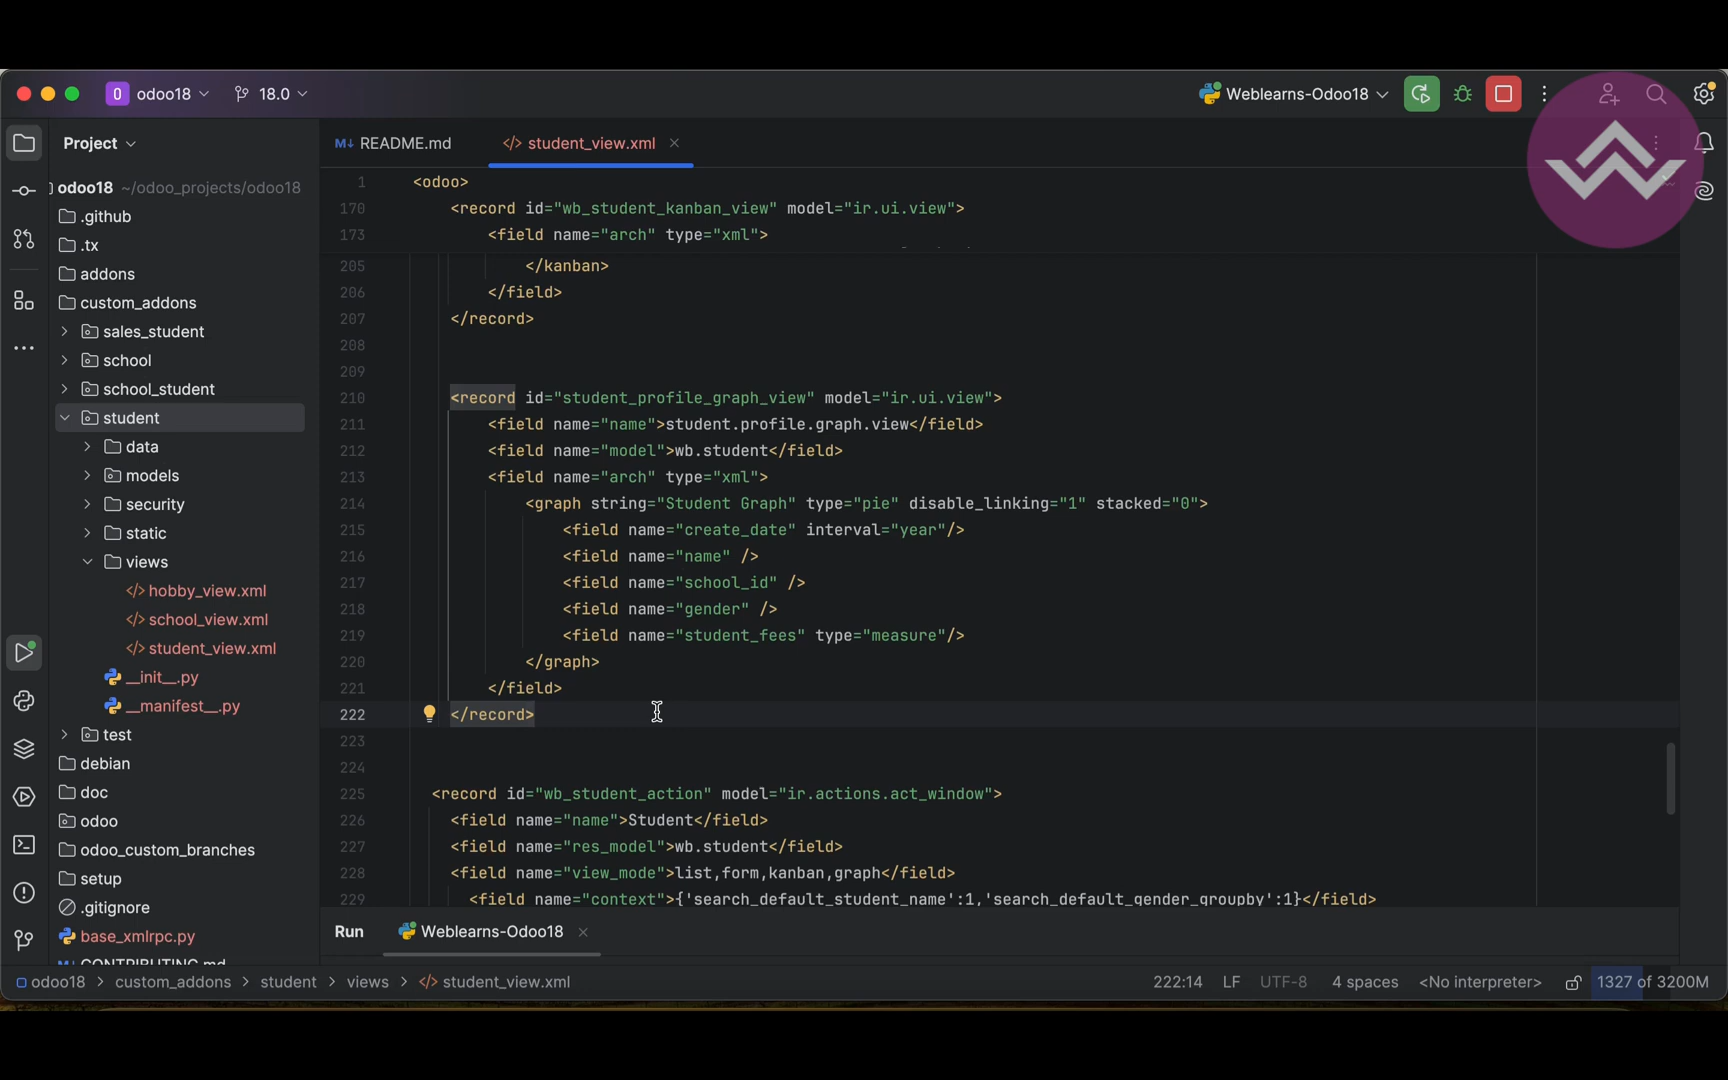 odoo18
18.0
Weblearns-Odoo18
Project
README.md
student_view.xml
odoo18 ~/odoo_projects/odoo18
.github
.tx
addons
custom_addons
sales_student
school
school_student
student
data
models
security
static
views
hobby_view.xml
school_view.xml
student_view.xml
__init__.py
__manifest__.py
test
debian
doc
odoo
odoo_custom_branches
setup
.gitignore
base_xmlrpc.py
CONTRIBUTING.md
1 <odoo>
170 <record id="wb_student_kanban_view" model="ir.ui.view">
173 <field name="arch" type="xml">
205 </kanban>
206 </field>
207 </record>
208
209
210 <record id="student_profile_graph_view" model="ir.ui.view">
211 <field name="name">student.profile.graph.view</field>
212 <field name="model">wb.student</field>
213 <field name="arch" type="xml">
214 <graph string="Student Graph" type="pie" disable_linking="1" stacked="0">
215 <field name="create_date" interval="year"/>
216 <field name="name" />
217 <field name="school_id" />
218 <field name="gender" />
219 <field name="student_fees" type="measure"/>
220 </graph>
221 </field>
222 </record>
223
224
225 <record id="wb_student_action" model="ir.actions.act_window">
226 <field name="name">Student</field>
227 <field name="res_model">wb.student</field>
228 <field name="view_mode">list,form,kanban,graph</field>
229 <field name="context">{'search_default_student_name':1,'search_default_gender_groupby':1}</field>
Run Weblearns-Odoo18
odoo18 > custom_addons > student > views > student_view.xml
222:14 LF UTF-8 4 spaces <No interpreter> 1327 of 3200M